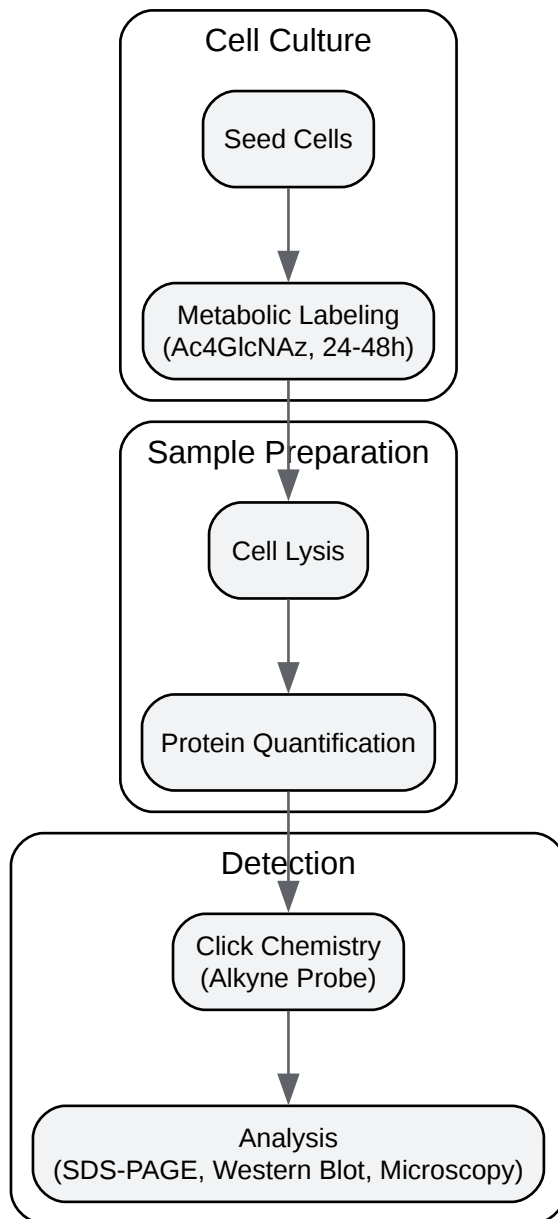 Cell Culture
Seed Cells
Metabolic Labeling
(Ac4GlcNAz, 24-48h)
Sample Preparation
Cell Lysis
Protein Quantification
Detection
Click Chemistry
(Alkyne Probe)
Analysis
(SDS-PAGE, Western Blot, Microscopy)